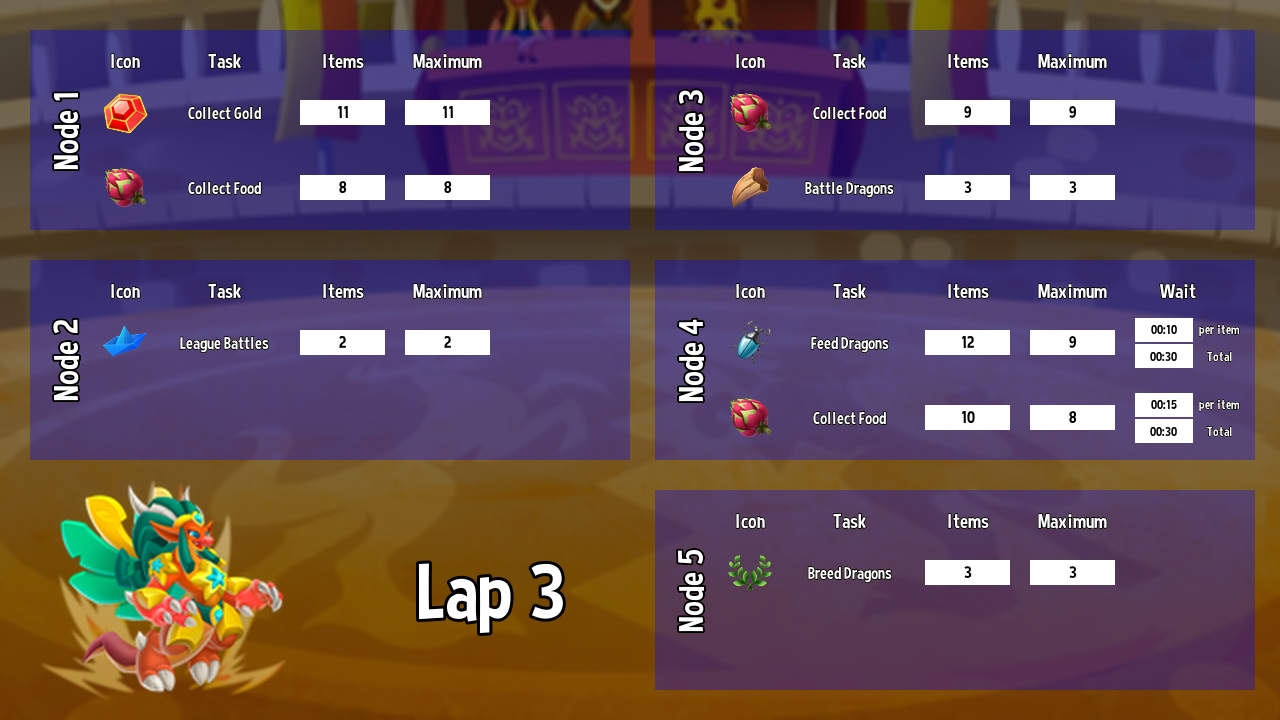 Node 1
Icon Task Items Maximum
Collect Gold 11 11
Collect Food 8 8
Node 2
Icon Task Items Maximum
League Battles 2 2
Node 3
Icon Task Items Maximum
Collect Food 9 9
Battle Dragons 3 3
Node 4
Icon Task Items Maximum Wait
Feed Dragons 12 9 00:10 per item
00:30 Total
Collect Food 10 8 00:15 per item
00:30 Total
Node 5
Icon Task Items Maximum
Breed Dragons 3 3
Lap 3